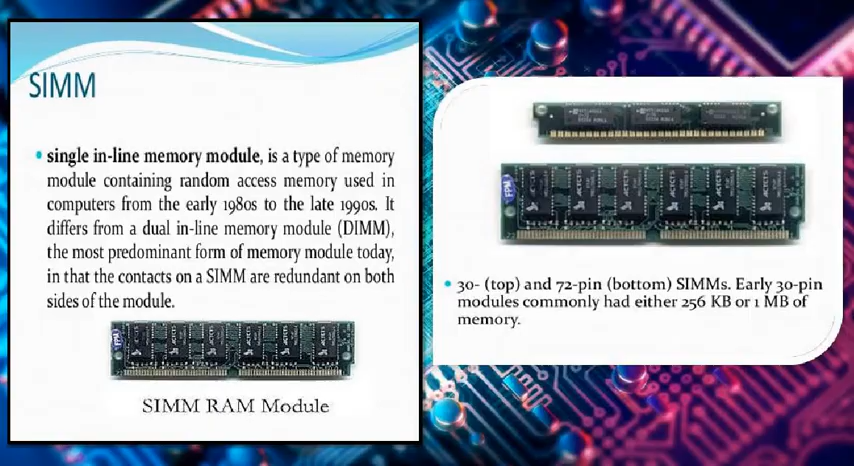 SIMM
• single in-line memory module, is a type of memory
module containing random access memory used in
computers from the early 1980s to the late 1990s. It
differs from a dual in-line memory module (DIMM),
the most predominant form of memory module today,
in that the contacts on a SIMM are redundant on both
sides of the module.
FPM
SIMM RAM Module
FPM
• 30- (top) and 72-pin (bottom) SIMMs. Early 30-pin
modules commonly had either 256 KB or 1 MB of
memory.